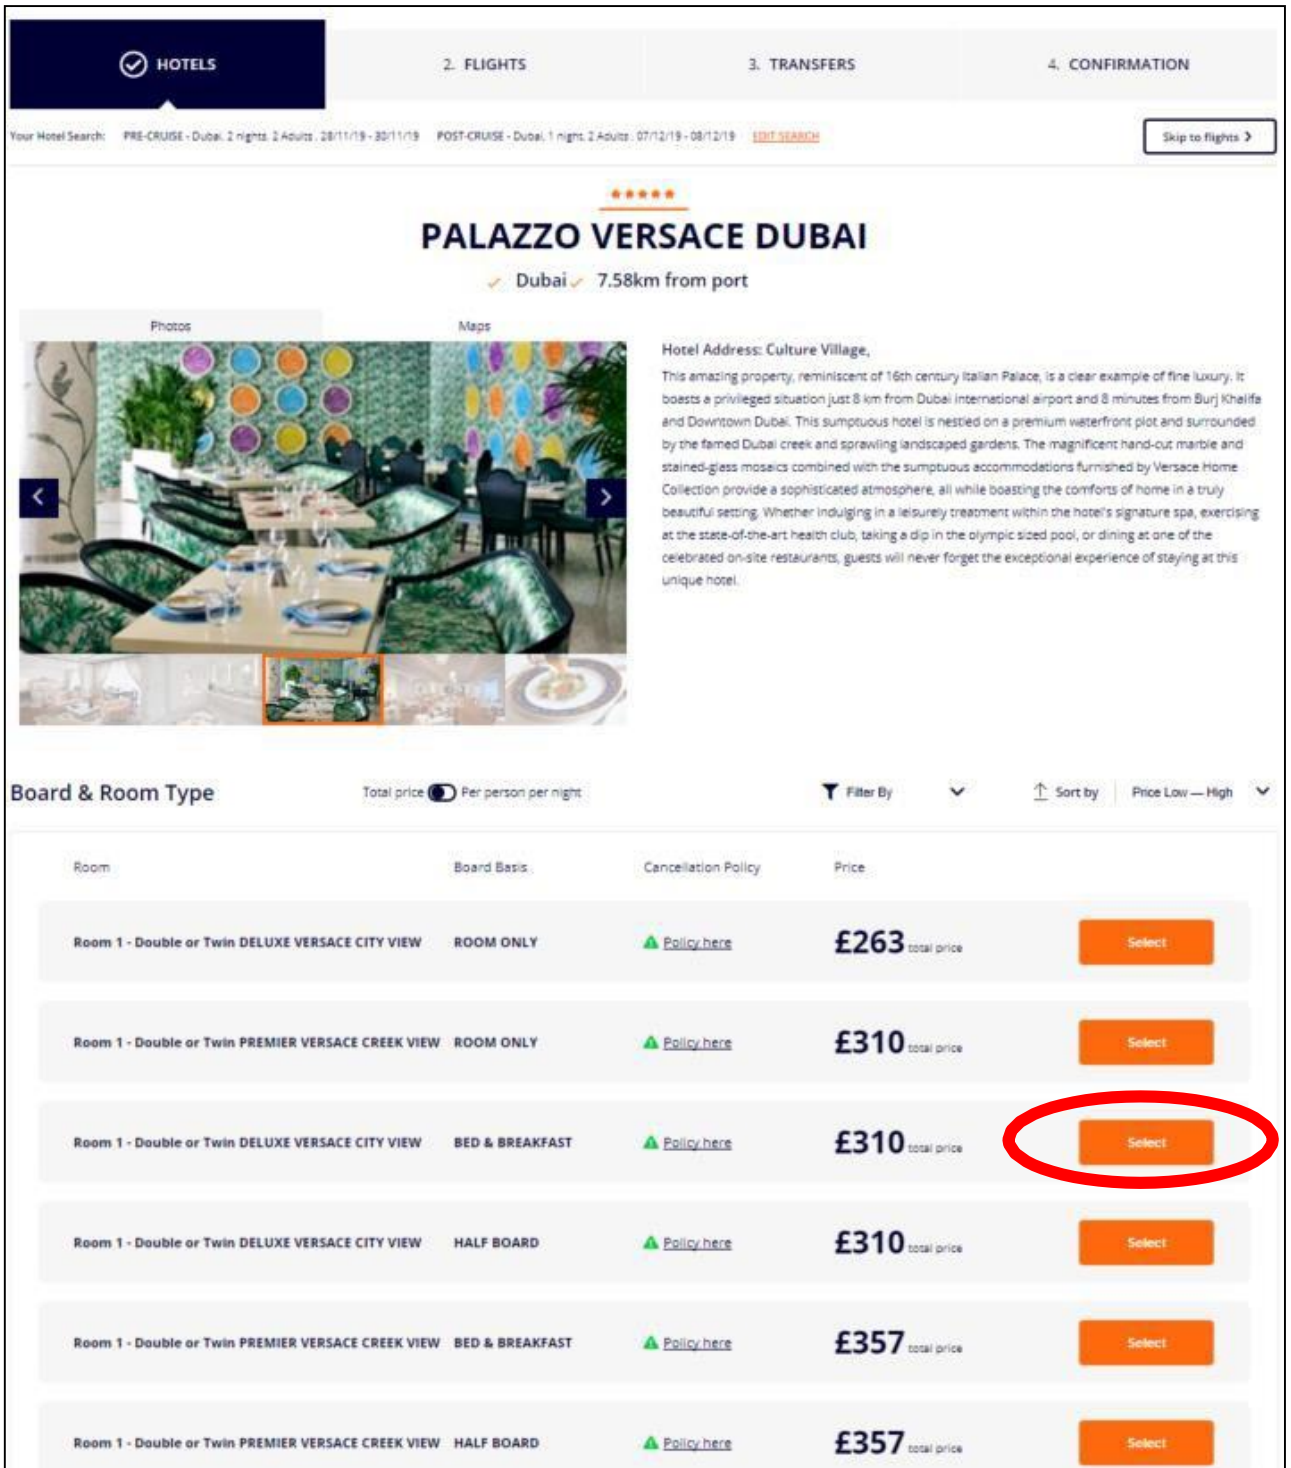 HOTELS
2. FLIGHTS
3. TRANSFERS
4. CONFIRMATION
Your Hotel Search: PRE-CRUISE - Dubai, 2 nights, 2 Adults, 28/11/19 - 30/11/19 POST-CRUISE - Dubai, 1 night, 2 Adults, 07/12/19 - 08/12/19 EDIT SEARCH
Skip to flights >
PALAZZO VERSACE DUBAI
Dubai 7.58km from port
Photos Maps
Hotel Address: Culture Village,
This amazing property, reminiscent of 16th century Italian Palace, is a clear example of fine luxury. It
boasts a privileged situation just 8 km from Dubai international airport and 8 minutes from Burj Khalifa
and Downtown Dubai. This sumptuous hotel is nestled on a premium waterfront plot and surrounded
by the famed Dubai creek and sprawling landscaped gardens. The magnificent hand-cut marble and
stained-glass mosaics combined with the sumptuous accommodations furnished by Versace Home
Collection provide a sophisticated atmosphere, all while boasting the comforts of home in a truly
beautiful setting. Whether indulging in a leisurely treatment within the hotel's signature spa, exercising
at the state-of-the-art health club, taking a dip in the olympic sized pool, or dining at one of the
celebrated on-site restaurants, guests will never forget the exceptional experience of staying at this
unique hotel.
Board & Room Type
Total price Per person per night
Filter By
Sort by Price Low — High
Room Board Basis Cancellation Policy Price
Room 1 - Double or Twin DELUXE VERSACE CITY VIEW ROOM ONLY Policy here £263 total price Select
Room 1 - Double or Twin PREMIER VERSACE CREEK VIEW ROOM ONLY Policy here £310 total price Select
Room 1 - Double or Twin DELUXE VERSACE CITY VIEW BED & BREAKFAST Policy here £310 total price Select
Room 1 - Double or Twin DELUXE VERSACE CITY VIEW HALF BOARD Policy here £310 total price Select
Room 1 - Double or Twin PREMIER VERSACE CREEK VIEW BED & BREAKFAST Policy here £357 total price Select
Room 1 - Double or Twin PREMIER VERSACE CREEK VIEW HALF BOARD Policy here £357 total price Select